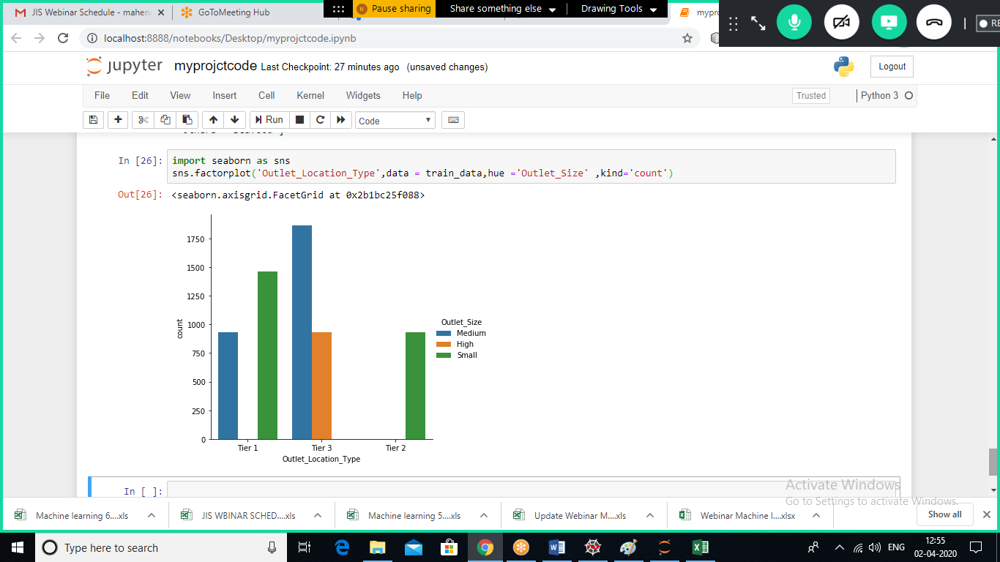 JIS Webinar Schedule - mahen
GoToMeeting Hub
Pause sharing
Share something else
Drawing Tools
RE
localhost:8888/notebooks/Desktop/myprojctcode.ipynb
jupyter myprojctcode Last Checkpoint: 27 minutes ago (unsaved changes)
Logout
File Edit View Insert Cell Kernel Widgets Help
Trusted
Python 3
Run
Code
In [26]:
import seaborn as sns
sns.factorplot('Outlet_Location_Type',data = train_data,hue ='Outlet_Size' ,kind='count')
Out[26]:
<seaborn.axisgrid.FacetGrid at 0x2b1bc25f088>
1750
1500
1250
1000
750
500
250
0
count
Tier 1 Tier 3 Tier 2
Outlet_Location_Type
Outlet_Size
Medium
High
Small
In [ ]:
Activate Windows
Go to Settings to activate Windows.
Machine learning 6....xls
JIS WBINAR SCHED....xls
Machine learning 5....xls
Update Webinar M....xls
Webinar Machine l....xlsx
Show all
Type here to search
ENG
12:55
02-04-2020